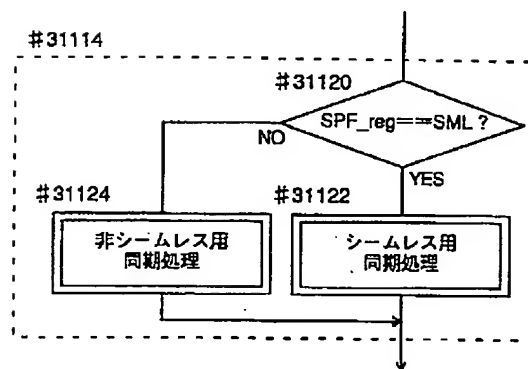 #31114
#31120
SPF_reg==SML?
NO
YES
#31124
#31122
非シームレス用
同期処理
シームレス用
同期処理